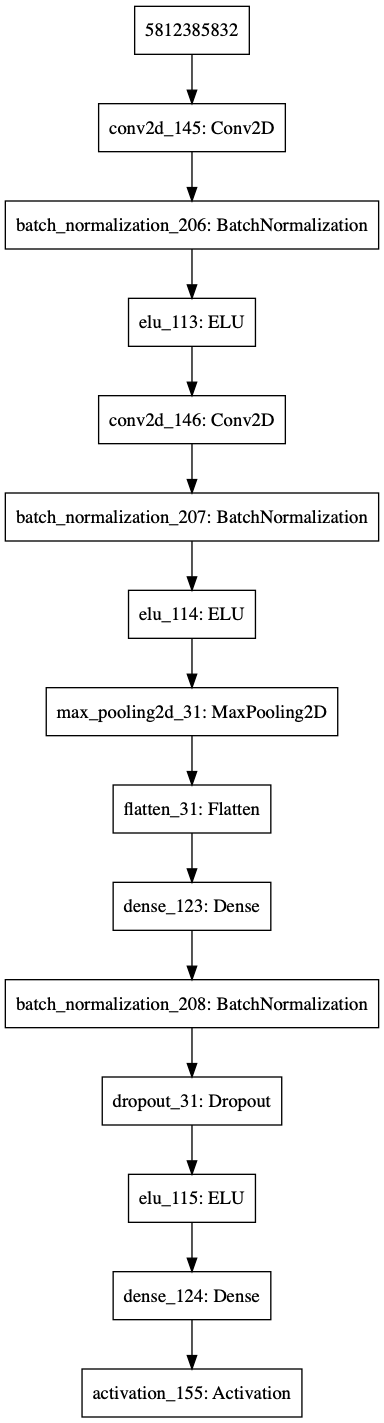 5812385832
conv2d_145: Conv2D
batch_normalization_206: BatchNormalization
elu_113: ELU
conv2d_146: Conv2D
batch_normalization_207: BatchNormalization
elu_114: ELU
max_pooling2d_31: MaxPooling2D
flatten_31: Flatten
dense_123: Dense
batch_normalization_208: BatchNormalization
dropout_31: Dropout
elu_115: ELU
dense_124: Dense
activation_155: Activation